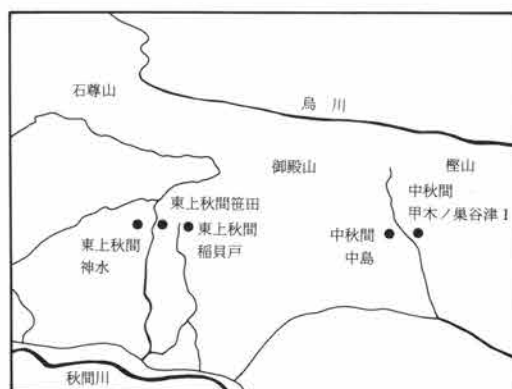 石尊山
烏　川
御殿山
樫山
東上秋間笹田
東上秋間
稲貝戸
東上秋間
神水
中秋間
中島
中秋間
甲木ノ巣谷津Ⅰ
秋間川